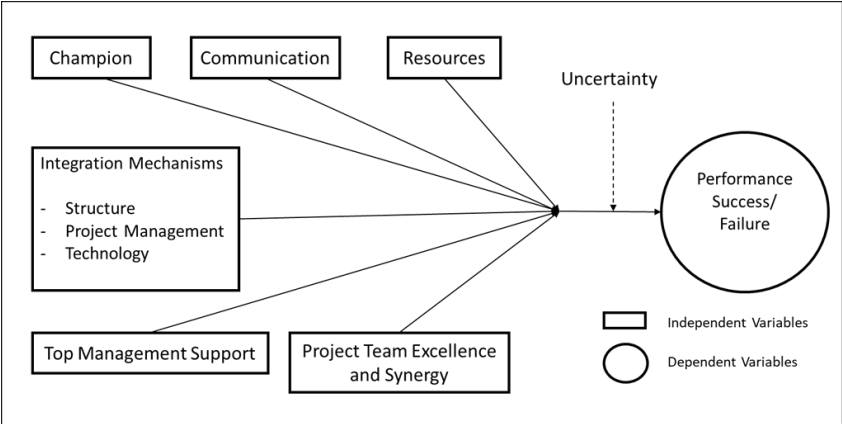 Champion
Communication
Resources
Uncertainty
Integration Mechanisms
- Structure
- Project Management
- Technology
Performance
Success/
Failure
Top Management Support
Project Team Excellence
and Synergy
Independent Variables
Dependent Variables